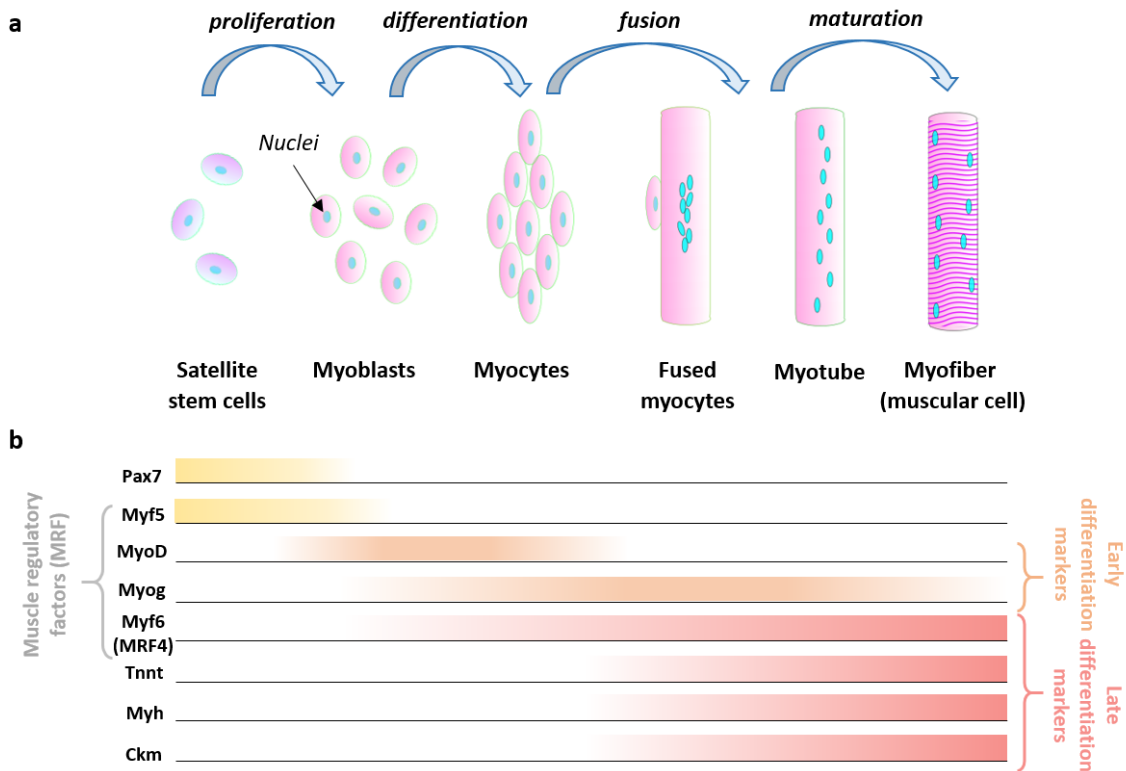 a
proliferation
differentiation
fusion
maturation
Nuclei
Satellite
stem cells
Myoblasts
Myocytes
Fused
myocytes
Myotube
Myofiber
(muscular cell)
b
Muscle regulatory
factors (MRF)
Pax7
Myf5
MyoD
Myog
Myf6
(MRF4)
Tnnt
Myh
Ckm
Early
differentiation
markers
Late
differentiation
markers